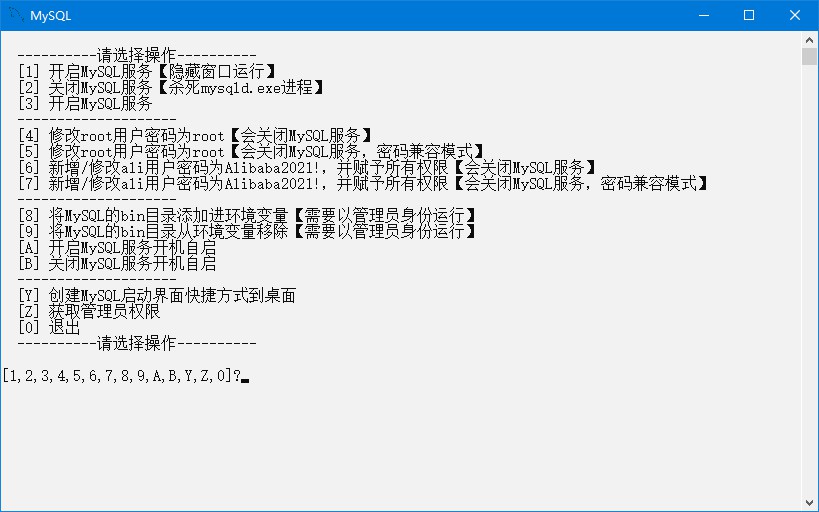 MySQL
----------请选择操作----------
[1] 开启MySQL服务【隐藏窗口运行】
[2] 关闭MySQL服务【杀死mysqld.exe进程】
[3] 开启MySQL服务
--------------------
[4] 修改root用户密码为root【会关闭MySQL服务】
[5] 修改root用户密码为root【会关闭MySQL服务，密码兼容模式】
[6] 新增/修改ali用户密码为Alibaba2021!，并赋予所有权限【会关闭MySQL服务】
[7] 新增/修改ali用户密码为Alibaba2021!，并赋予所有权限【会关闭MySQL服务，密码兼容模式】
--------------------
[8] 将MySQL的bin目录添加进环境变量【需要以管理员身份运行】
[9] 将MySQL的bin目录从环境变量移除【需要以管理员身份运行】
[A] 开启MySQL服务开机自启
[B] 关闭MySQL服务开机自启
--------------------
[Y] 创建MySQL启动界面快捷方式到桌面
[Z] 获取管理员权限
[0] 退出
----------请选择操作----------
[1,2,3,4,5,6,7,8,9,A,B,Y,Z,0]?